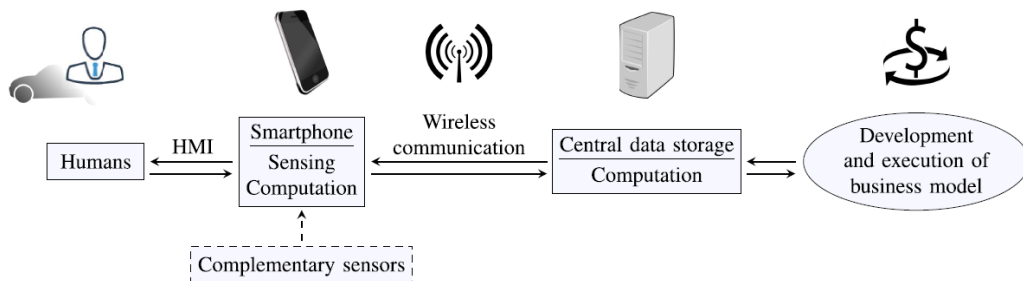 Humans
HMI
Smartphone
Sensing
Computation
Complementary sensors
Wireless
communication
Central data storage
Computation
Development
and execution of
business model